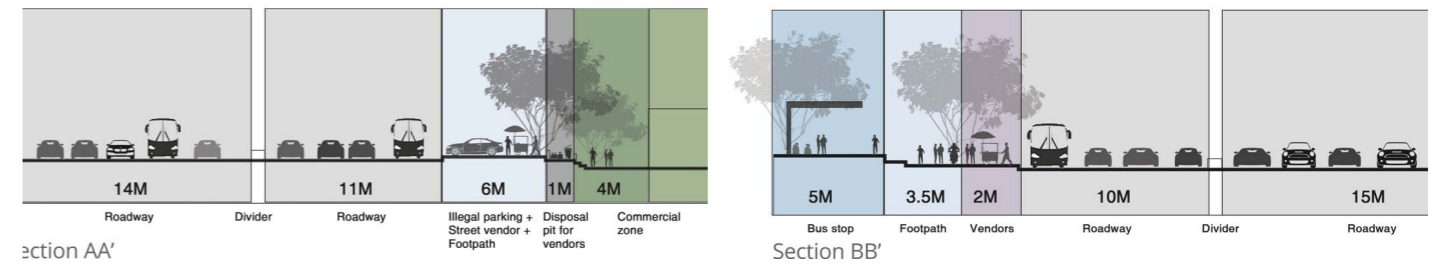 14M
11M
6M
1M
4M
Roadway
Divider
Roadway
Illegal parking +
Street vendor +
Footpath
Disposal
pit for
vendors
Commercial
zone
ection AA’
5M
3.5M
2M
10M
15M
Bus stop
Footpath
Vendors
Roadway
Divider
Roadway
Section BB’